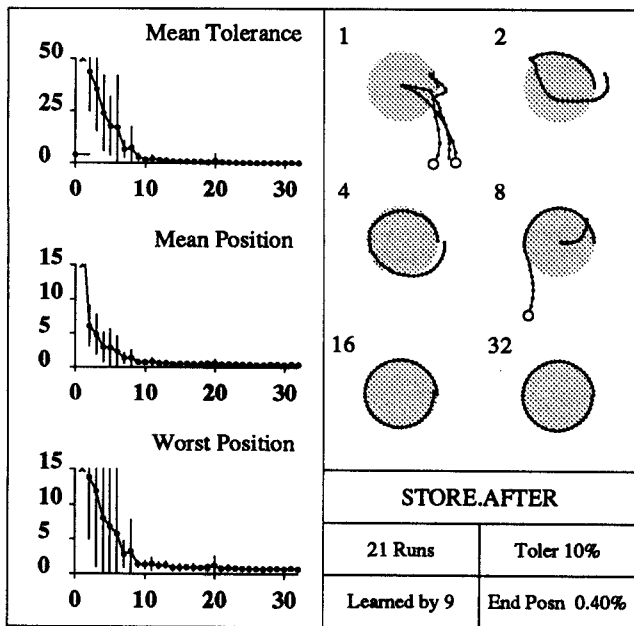 Mean Tolerance
50
25
0
0 10 20 30
Mean Position
15
10
5
0
0 10 20 30
Worst Position
15
10
5
0
0 10 20 30
1 2
4 8
16 32
STORE.AFTER
21 Runs Toler 10%
Learned by 9 End Posn 0.40%